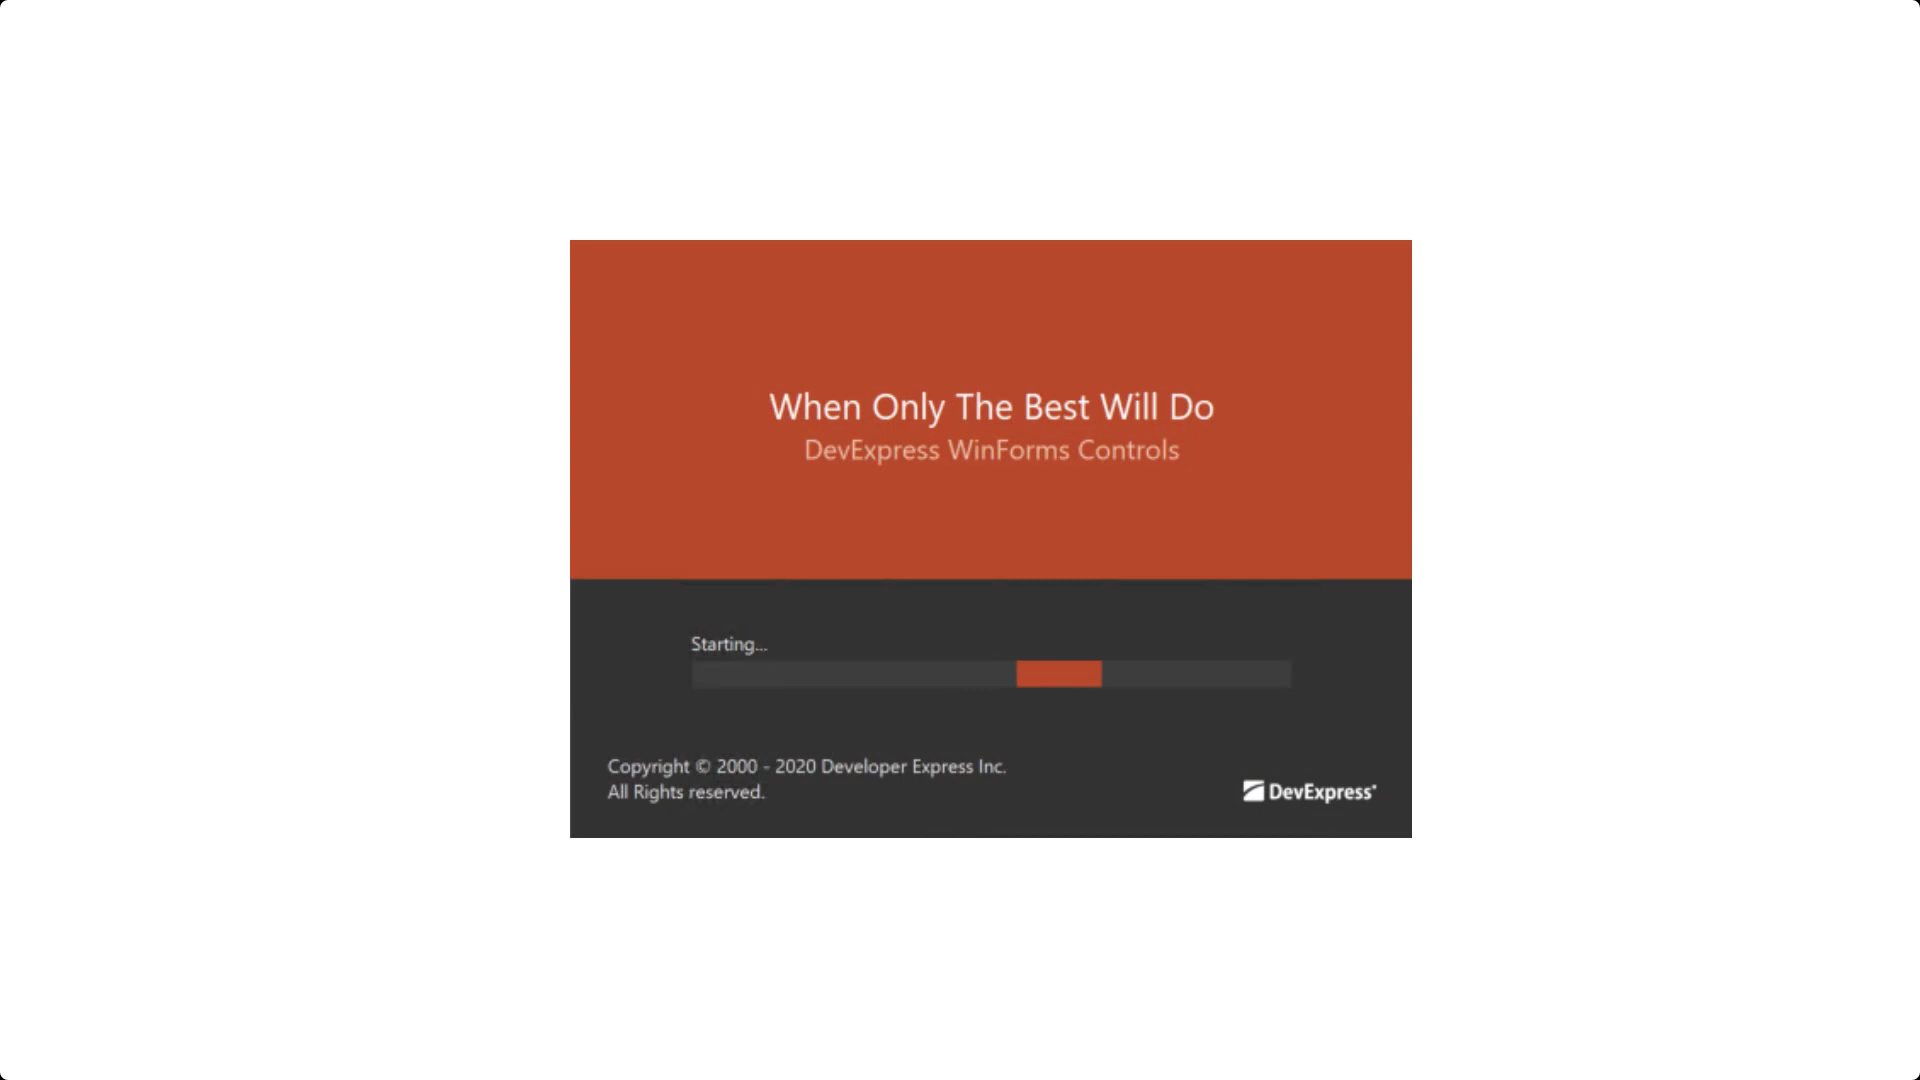 When Only The Best Will Do
DevExpress WinForms Controls
Starting...
Copyright © 2000 - 2020 Developer Express Inc.
All Rights reserved.
DevExpress